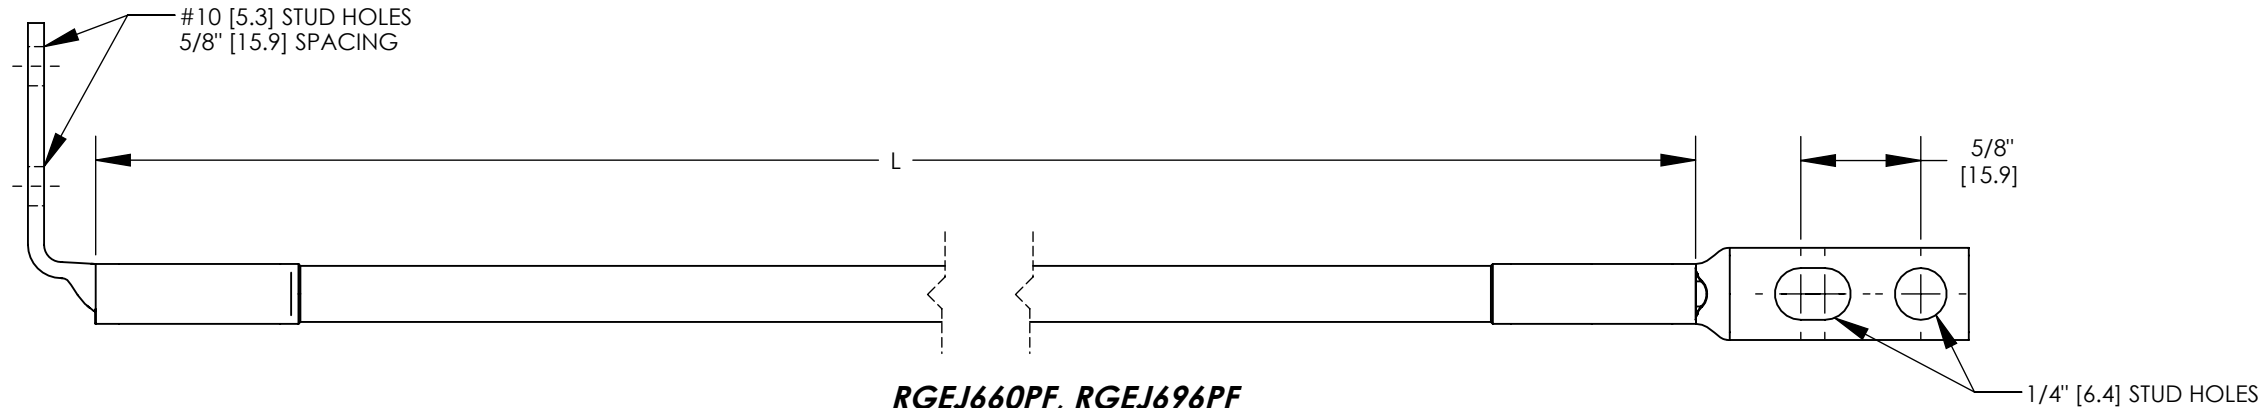 #10 [5.3] STUD HOLES
5/8" [15.9] SPACING
L
5/8"
[15.9]
1/4" [6.4] STUD HOLES
RGEJ660PF, RGEJ696PF